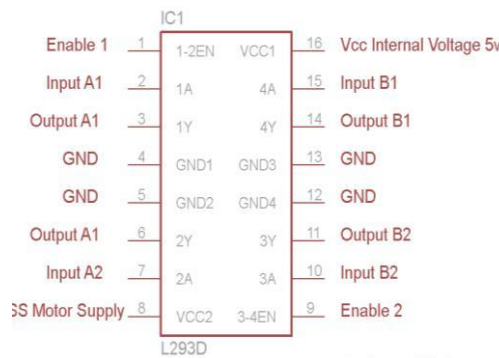 IC1
Enable 1 1 1-2EN VCC1 16 Vcc Internal Voltage 5v
Input A1 2 1A 4A 15 Input B1
Output A1 3 1Y 4Y 14 Output B1
GND 4 GND1 GND3 13 GND
GND 5 GND2 GND4 12 GND
Output A1 6 2Y 3Y 11 Output B2
Input A2 7 2A 3A 10 Input B2
SS Motor Supply 8 VCC2 3-4EN 9 Enable 2
L293D